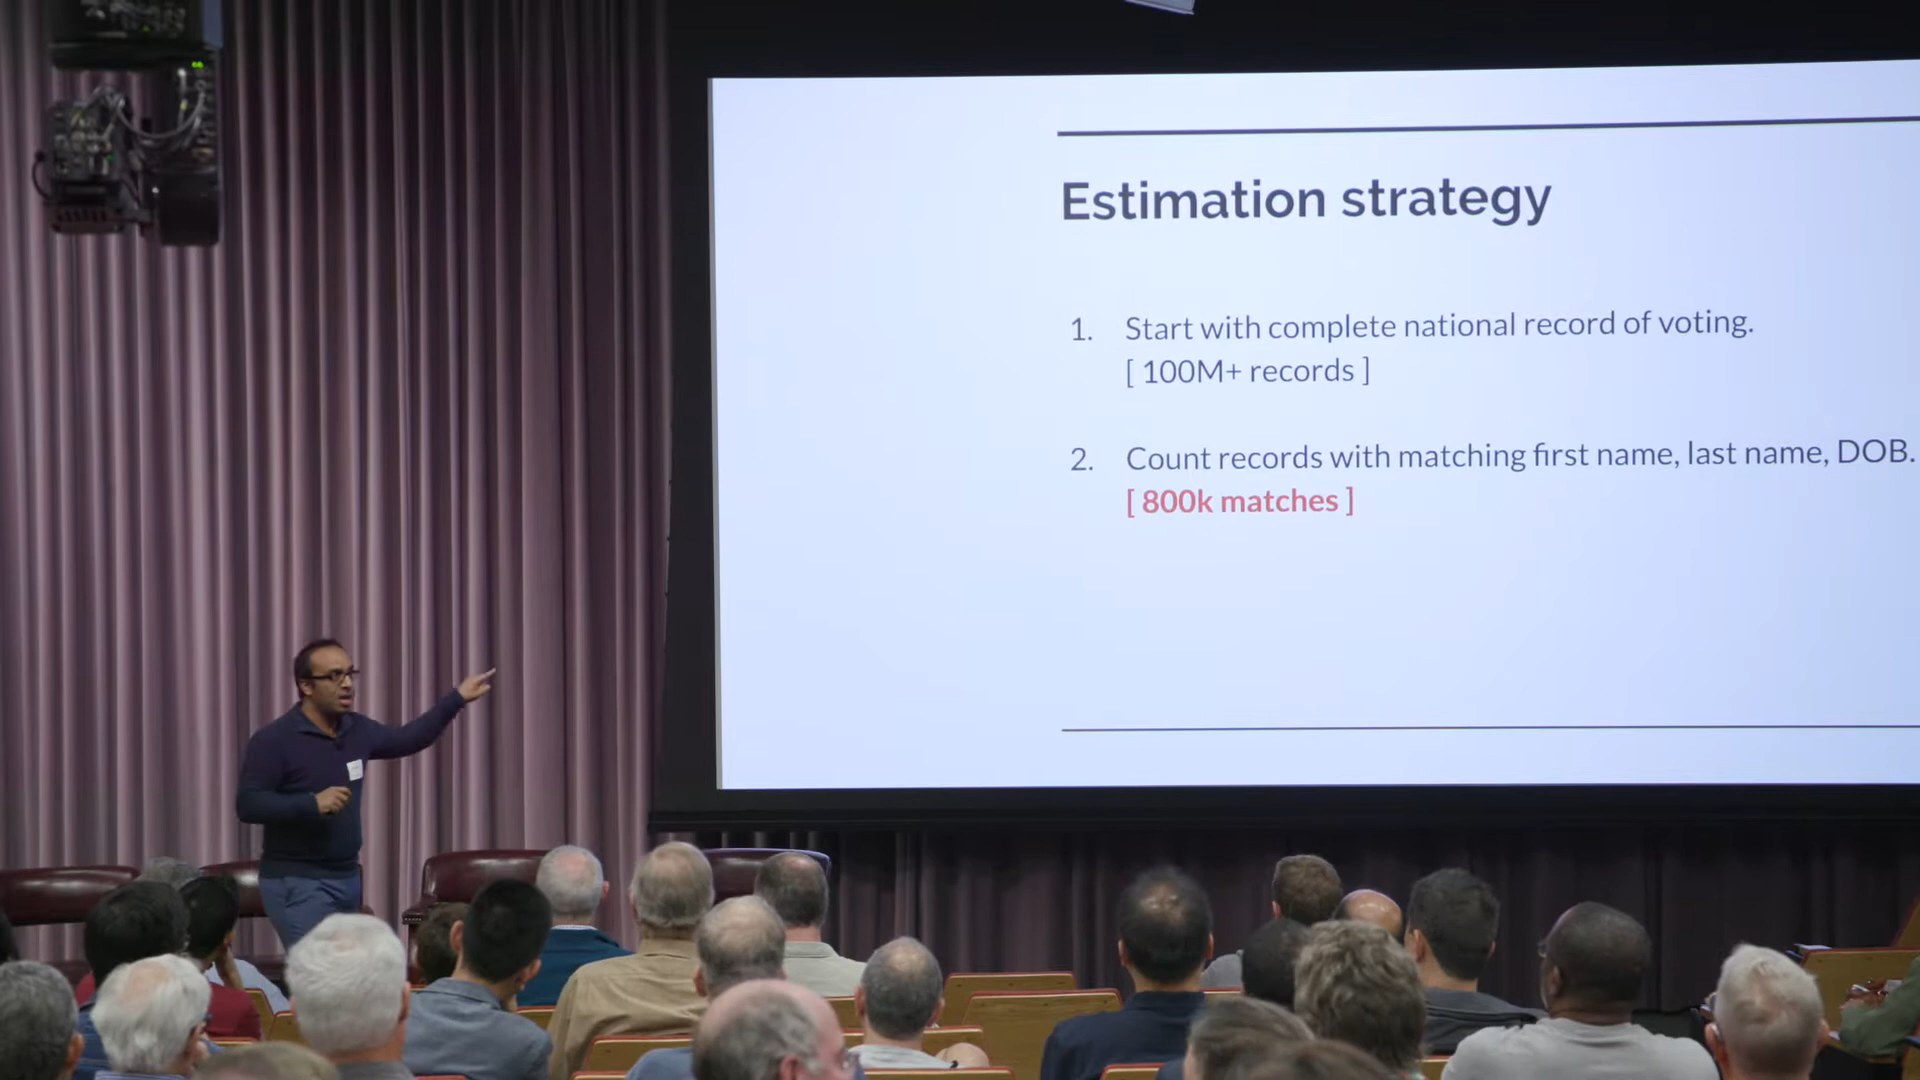 Estimation strategy
1. Start with complete national record of voting.
[ 100M+ records ]
2. Count records with matching first name, last name, DOB.
[ 800k matches ]